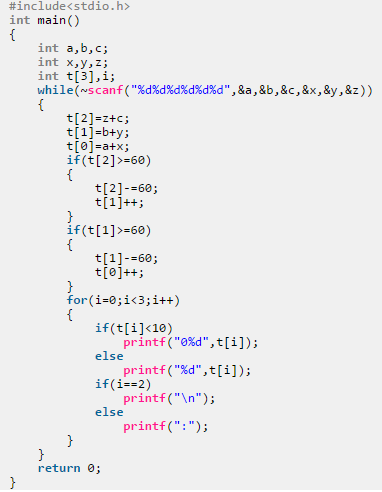 #include<stdio.h>
int main()
{
    int a,b,c;
    int x,y,z;
    int t[3],i;
    while(~scanf("%d%d%d%d%d%d",&a,&b,&c,&x,&y,&z))
    {
        t[2]=z+c;
        t[1]=b+y;
        t[0]=a+x;
        if(t[2]>=60)
        {
            t[2]-=60;
            t[1]++;
        }
        if(t[1]>=60)
        {
            t[1]-=60;
            t[0]++;
        }
        for(i=0;i<3;i++)
        {
            if(t[i]<10)
                printf("0%d",t[i]);
            else
                printf("%d",t[i]);
            if(i==2)
                printf("\n");
            else
                printf(":");
        }
    }
    return 0;
}